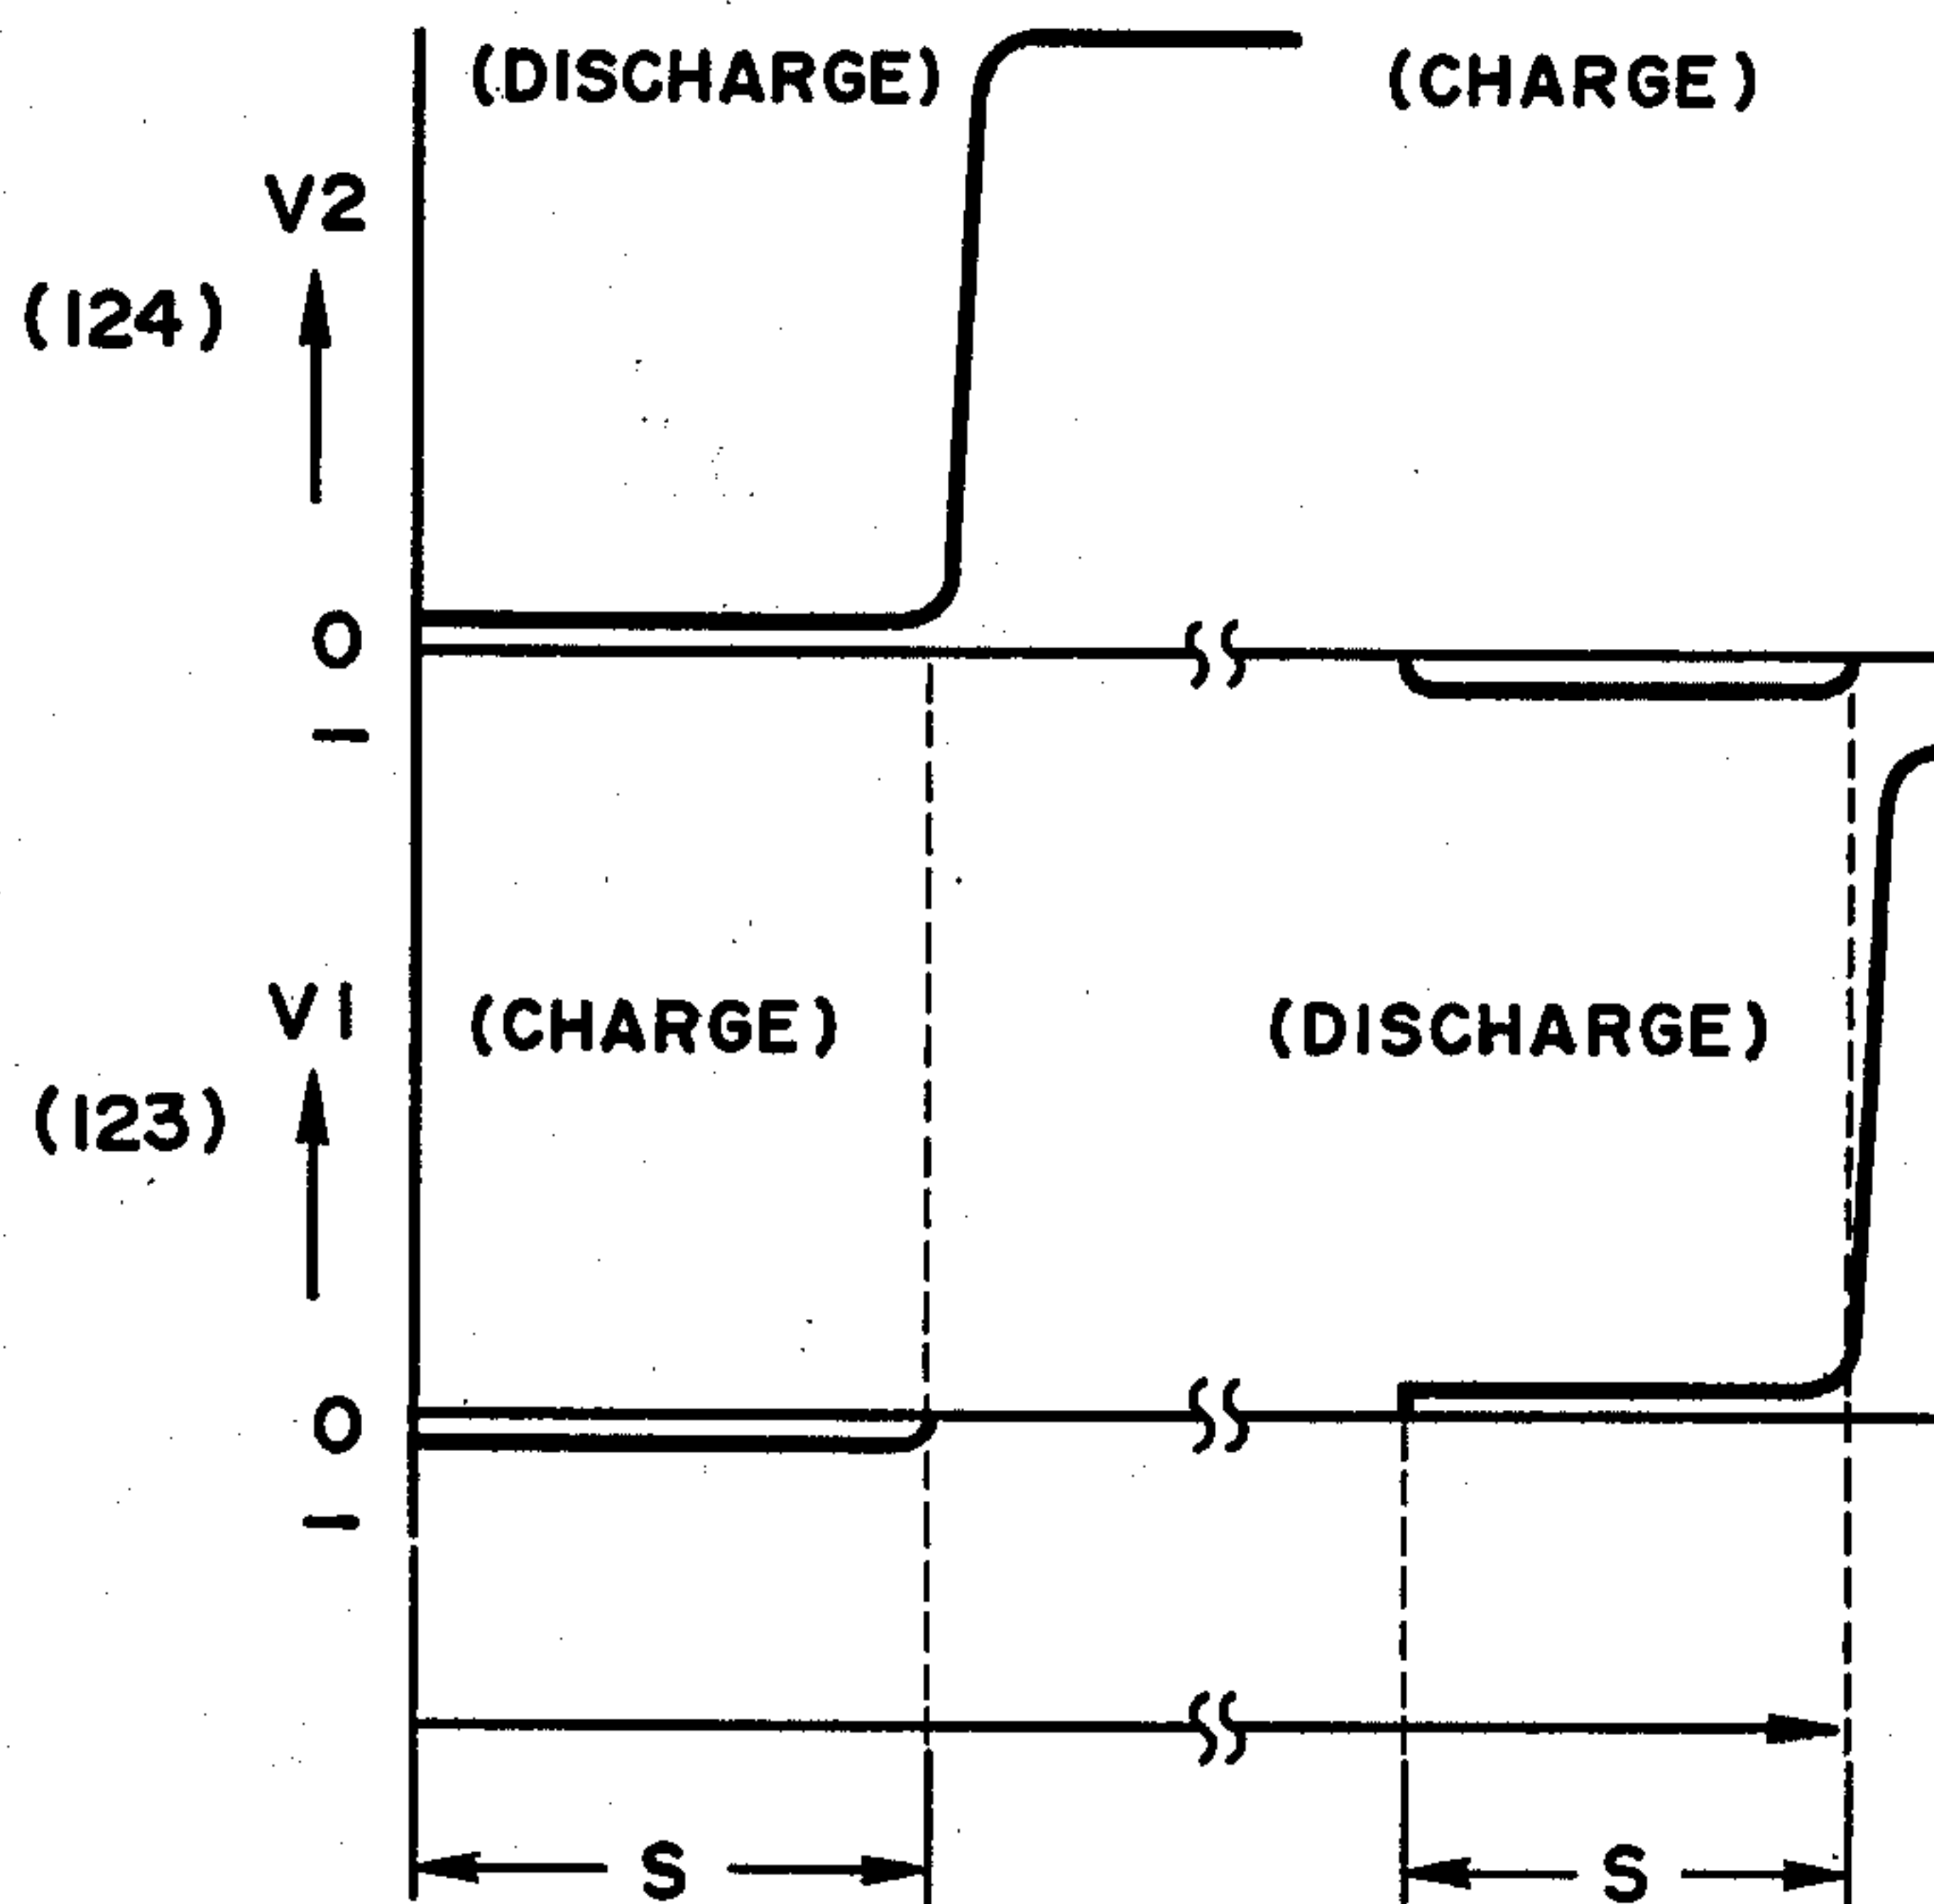 (DISCHARGE)
(CHARGE)
V2
(124)
0
–
V1
(CHARGE)
(DISCHARGE)
(123)
0
–
S
S